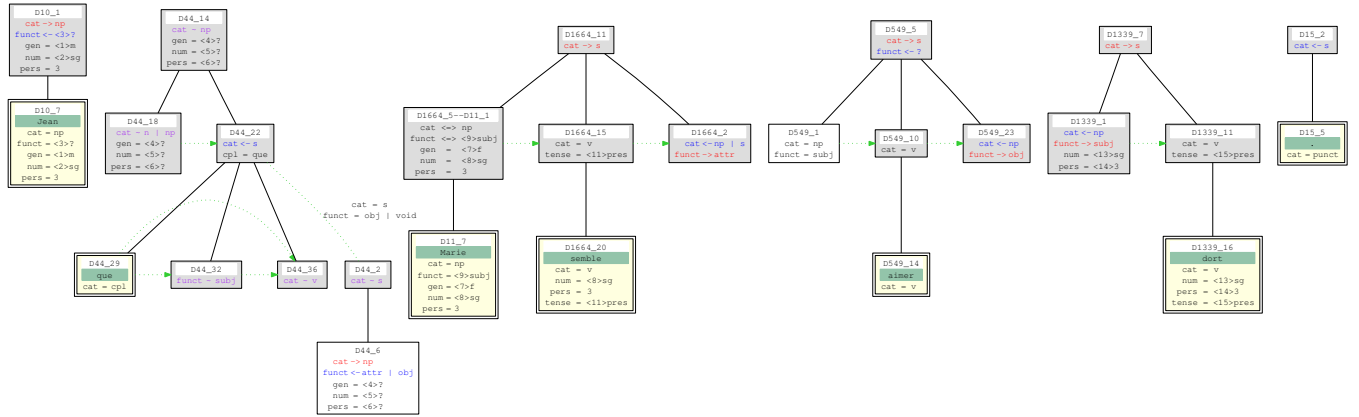 D10_1
cat -> np
funct <- <3>?
gen = <1>m
num = <2>sg
pers = 3
D10_7
Jean
cat = np
funct = <3>?
gen = <1>m
num = <2>sg
pers = 3
D44_14
cat ~ np
gen = <4>?
num = <5>?
pers = <6>?
D44_18
cat ~ n | np
gen = <4>?
num = <5>?
pers = <6>?
D44_22
cat <- s
cpl = que
cat = s
funct = obj | void
D44_29
que
cat = cpl
D44_32
funct ~ subj
D44_36
cat ~ v
D44_2
cat ~ s
D44_6
cat -> np
funct <- attr | obj
gen = <4>?
num = <5>?
pers = <6>?
D1664_11
cat -> s
D1664_5--D11_1
cat <=> np
funct <=> <9>subj
gen = <7>f
num = <8>sg
pers = 3
D1664_15
cat = v
tense = <11>pres
D1664_2
cat <- np | s
funct -> attr
D11_7
Marie
cat = np
funct = <9>subj
gen = <7>f
num = <8>sg
pers = 3
D1664_20
semble
cat = v
num = <8>sg
pers = 3
tense = <11>pres
D549_5
cat -> s
funct <- ?
D549_1
cat = np
funct = subj
D549_10
cat = v
D549_23
cat <- np
funct -> obj
D549_14
aimer
cat = v
D1339_7
cat -> s
D1339_1
cat <- np
funct -> subj
num = <13>sg
pers = <14>3
D1339_11
cat = v
tense = <15>pres
D1339_16
dort
cat = v
num = <13>sg
pers = <14>3
tense = <15>pres
D15_2
cat <- s
D15_5
.
cat = punct